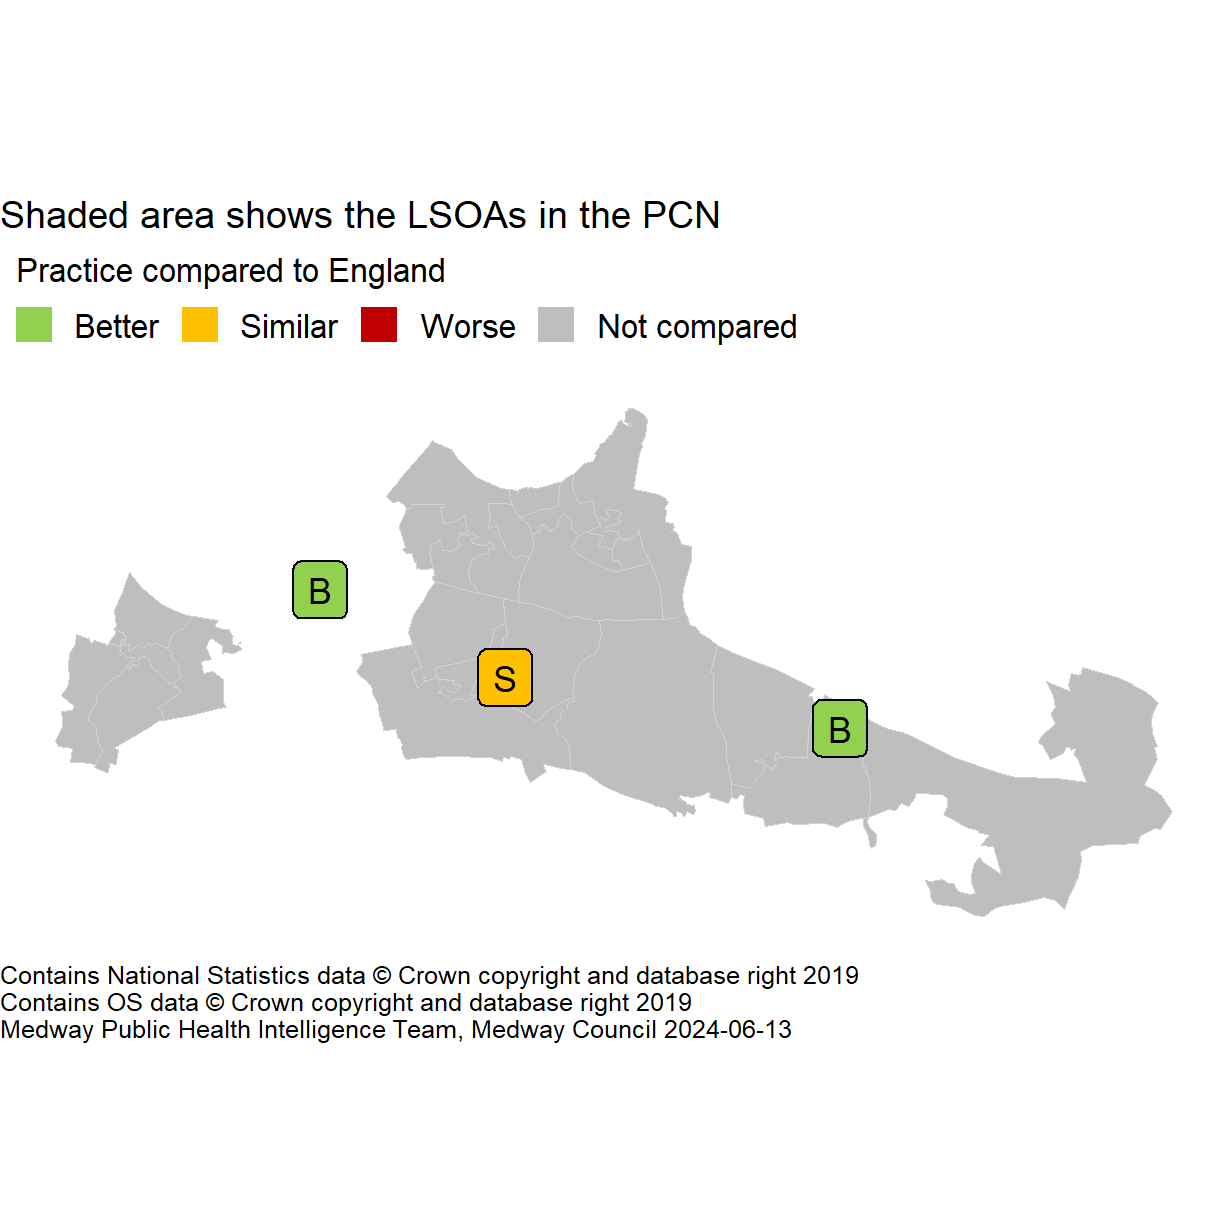 Shaded area shows the LSOAs in the PCN
Practice compared to England
Better Similar Worse Not compared
B
S
B
Contains National Statistics data © Crown copyright and database right 2019
Contains OS data © Crown copyright and database right 2019
Medway Public Health Intelligence Team, Medway Council 2024-06-13